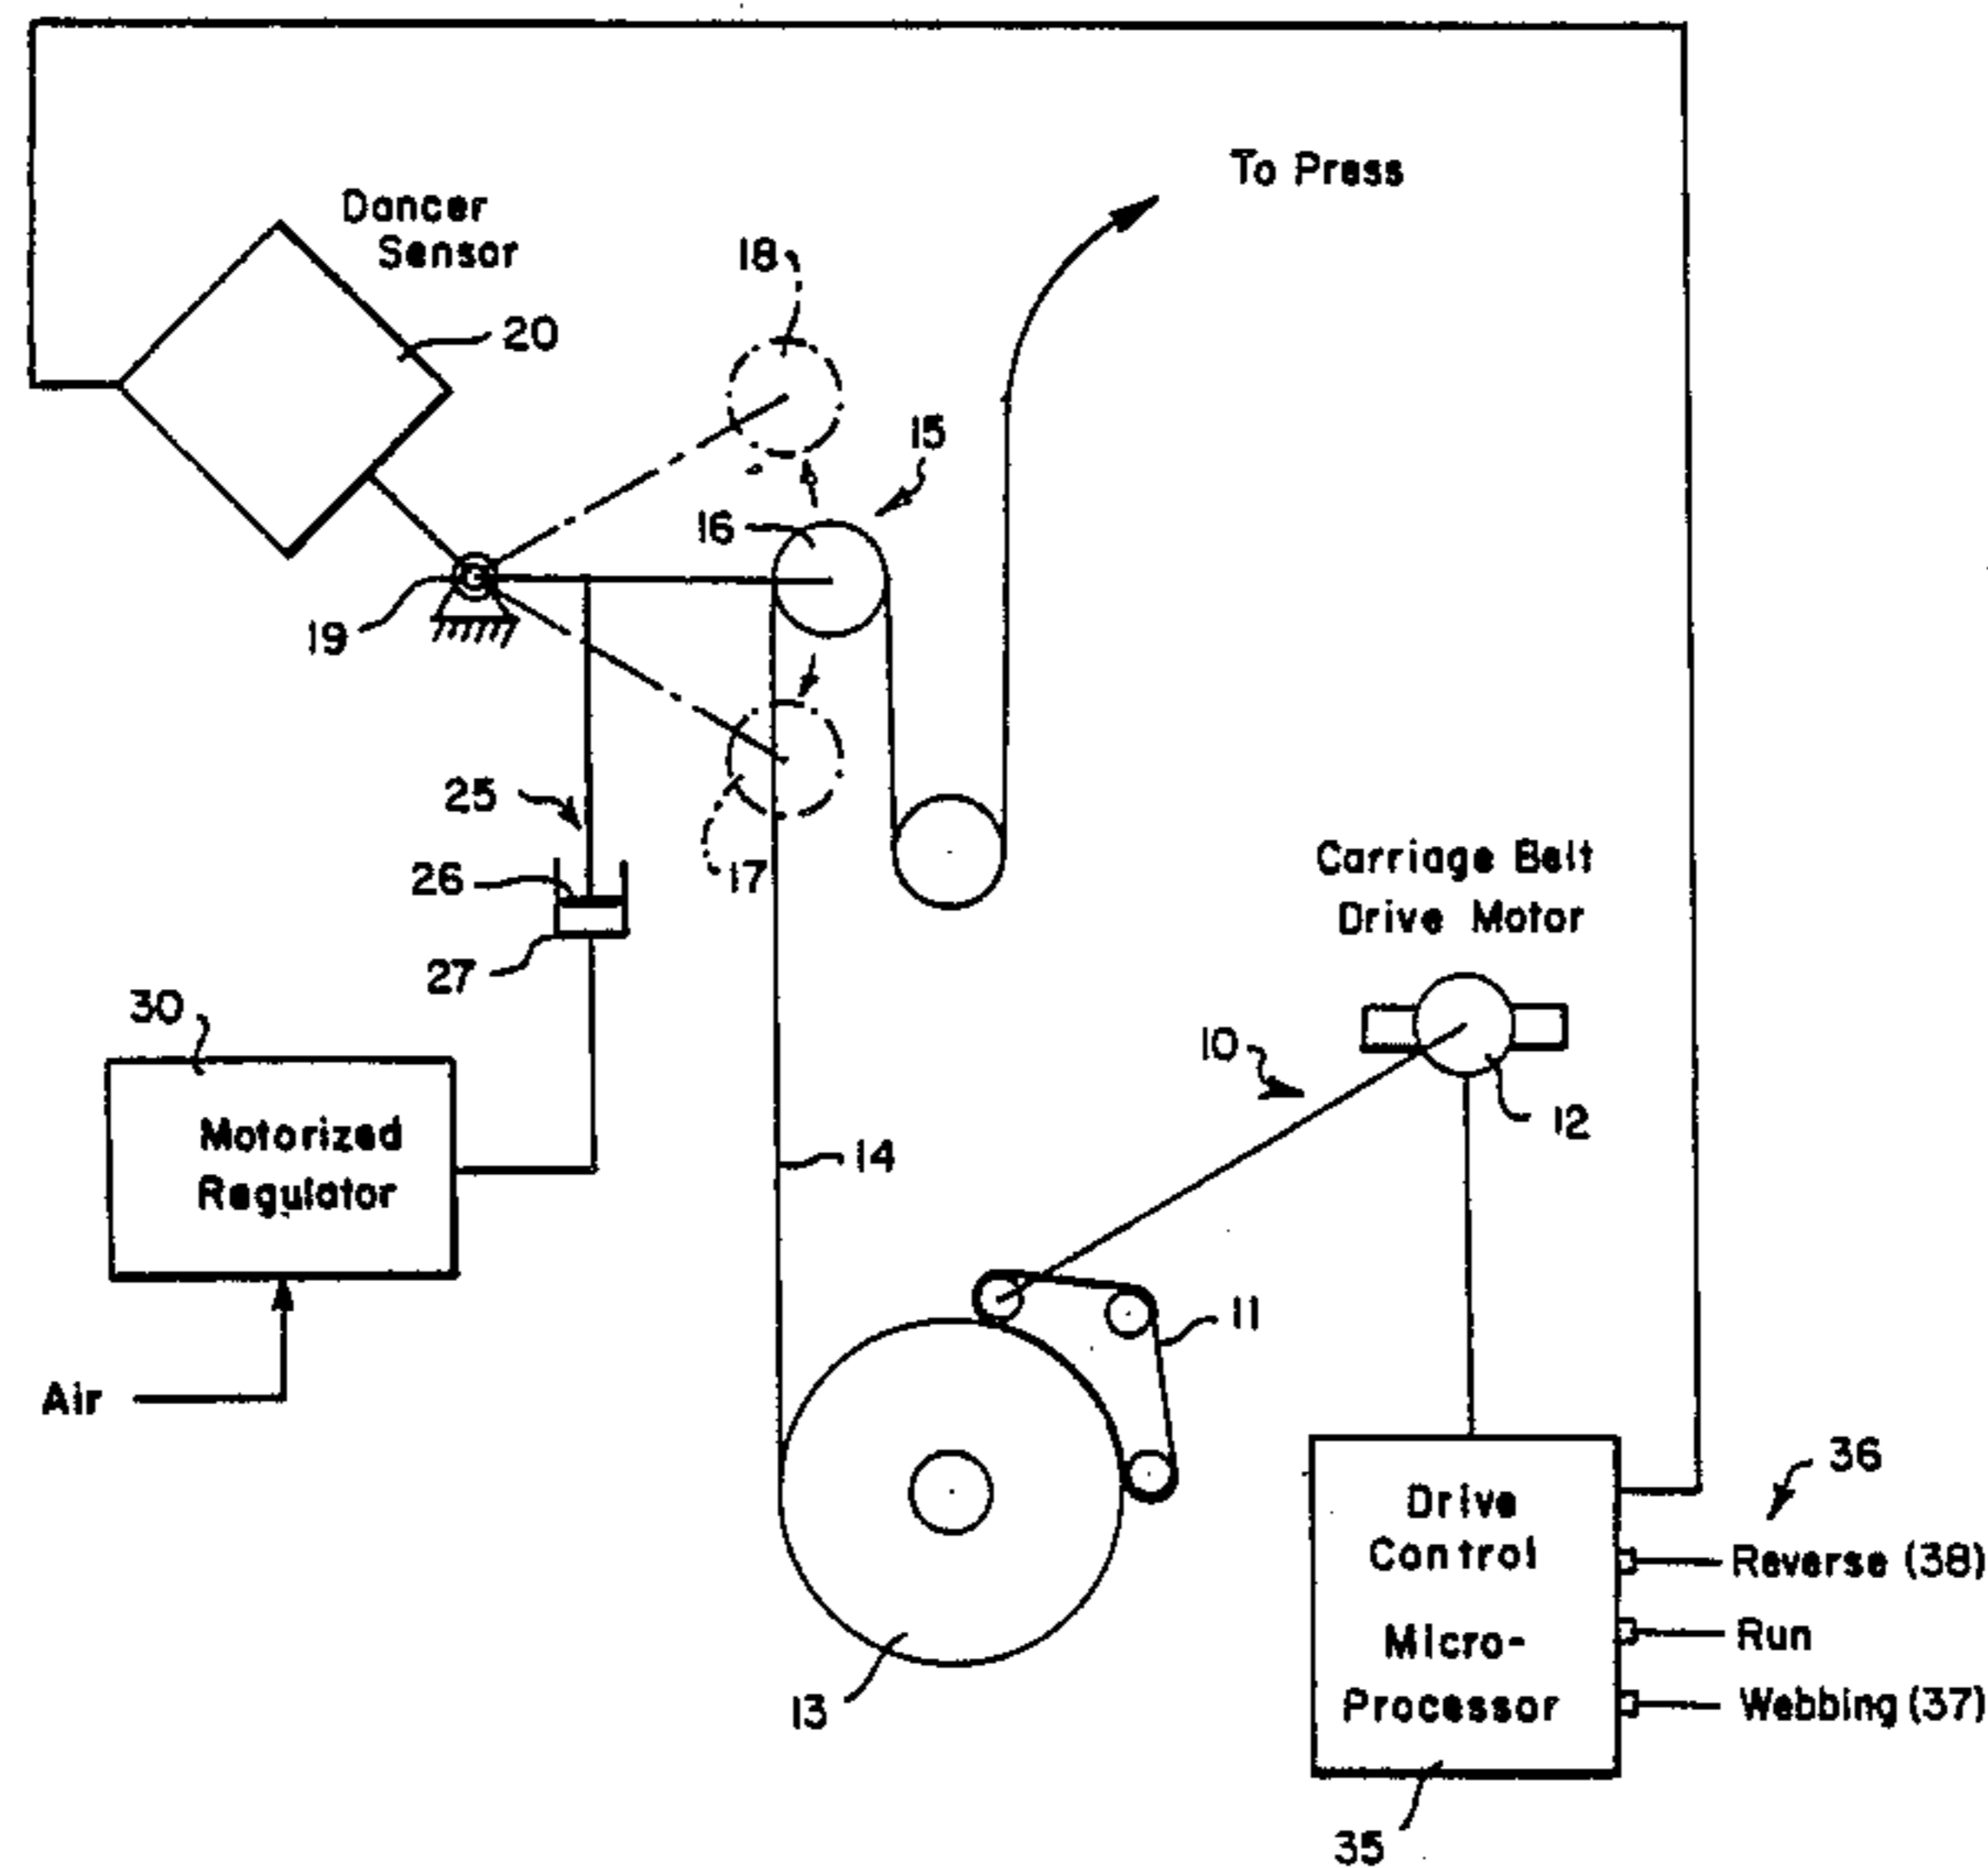 To Press
Dancer
Sensor
18
20
15
16
19
25
17
26
Carriage Belt
Drive Motor
27
30
10
12
Motorized
Regulator
14
11
Air
36
Drive
Control
Micro-
Processor
Reverse (38)
Run
Webbing (37)
13
35